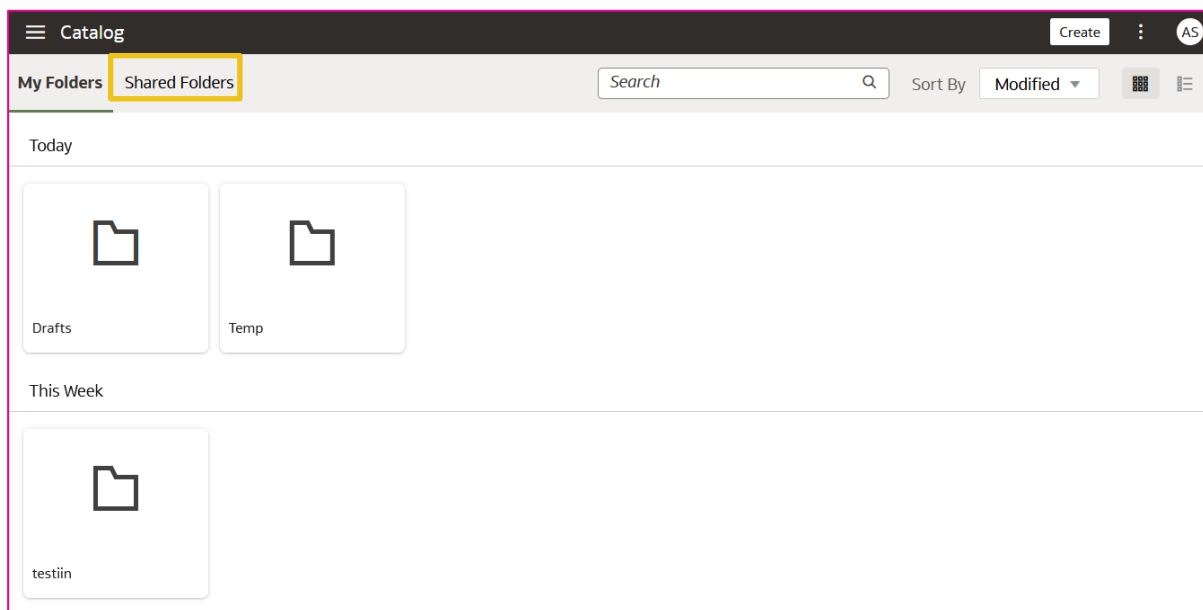 Catalog Create AS
My Folders Shared Folders Search Sort By Modified
Today
Drafts Temp
This Week
testiin